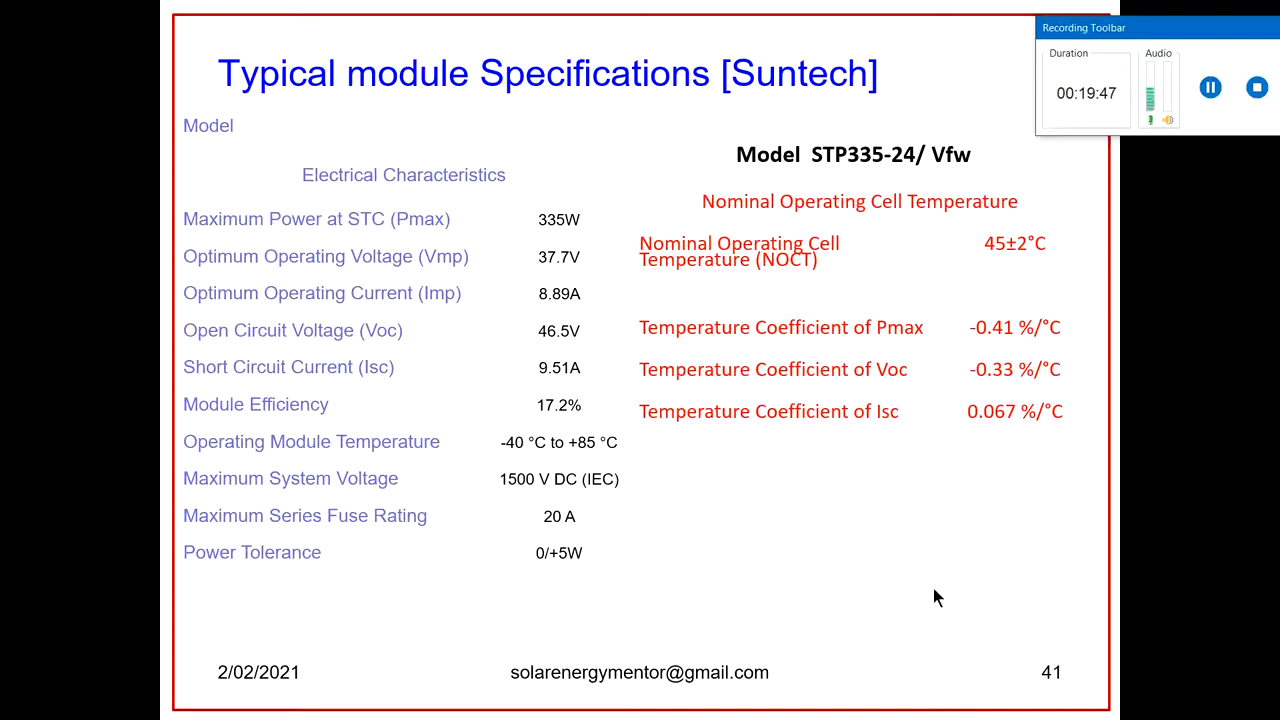 Typical module Specifications [Suntech]
Recording Toolbar
Duration
Audio
00:19:47
Model
Electrical Characteristics
Maximum Power at STC (Pmax) 335W
Optimum Operating Voltage (Vmp) 37.7V
Optimum Operating Current (Imp) 8.89A
Open Circuit Voltage (Voc) 46.5V
Short Circuit Current (Isc) 9.51A
Module Efficiency 17.2%
Operating Module Temperature -40 °C to +85 °C
Maximum System Voltage 1500 V DC (IEC)
Maximum Series Fuse Rating 20 A
Power Tolerance 0/+5W
Model STP335-24/ Vfw
Nominal Operating Cell Temperature
Nominal Operating Cell 45±2°C
Temperature (NOCT)
Temperature Coefficient of Pmax -0.41 %/°C
Temperature Coefficient of Voc -0.33 %/°C
Temperature Coefficient of Isc 0.067 %/°C
2/02/2021 solarenergymentor@gmail.com 41